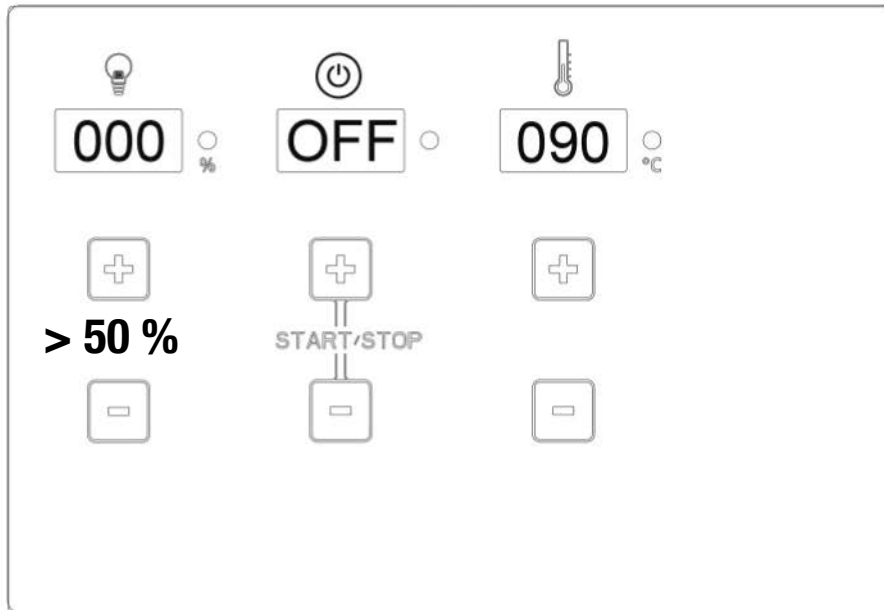 000 OFF 090
% °C
+ + +
> 50 %
START/STOP
- - -